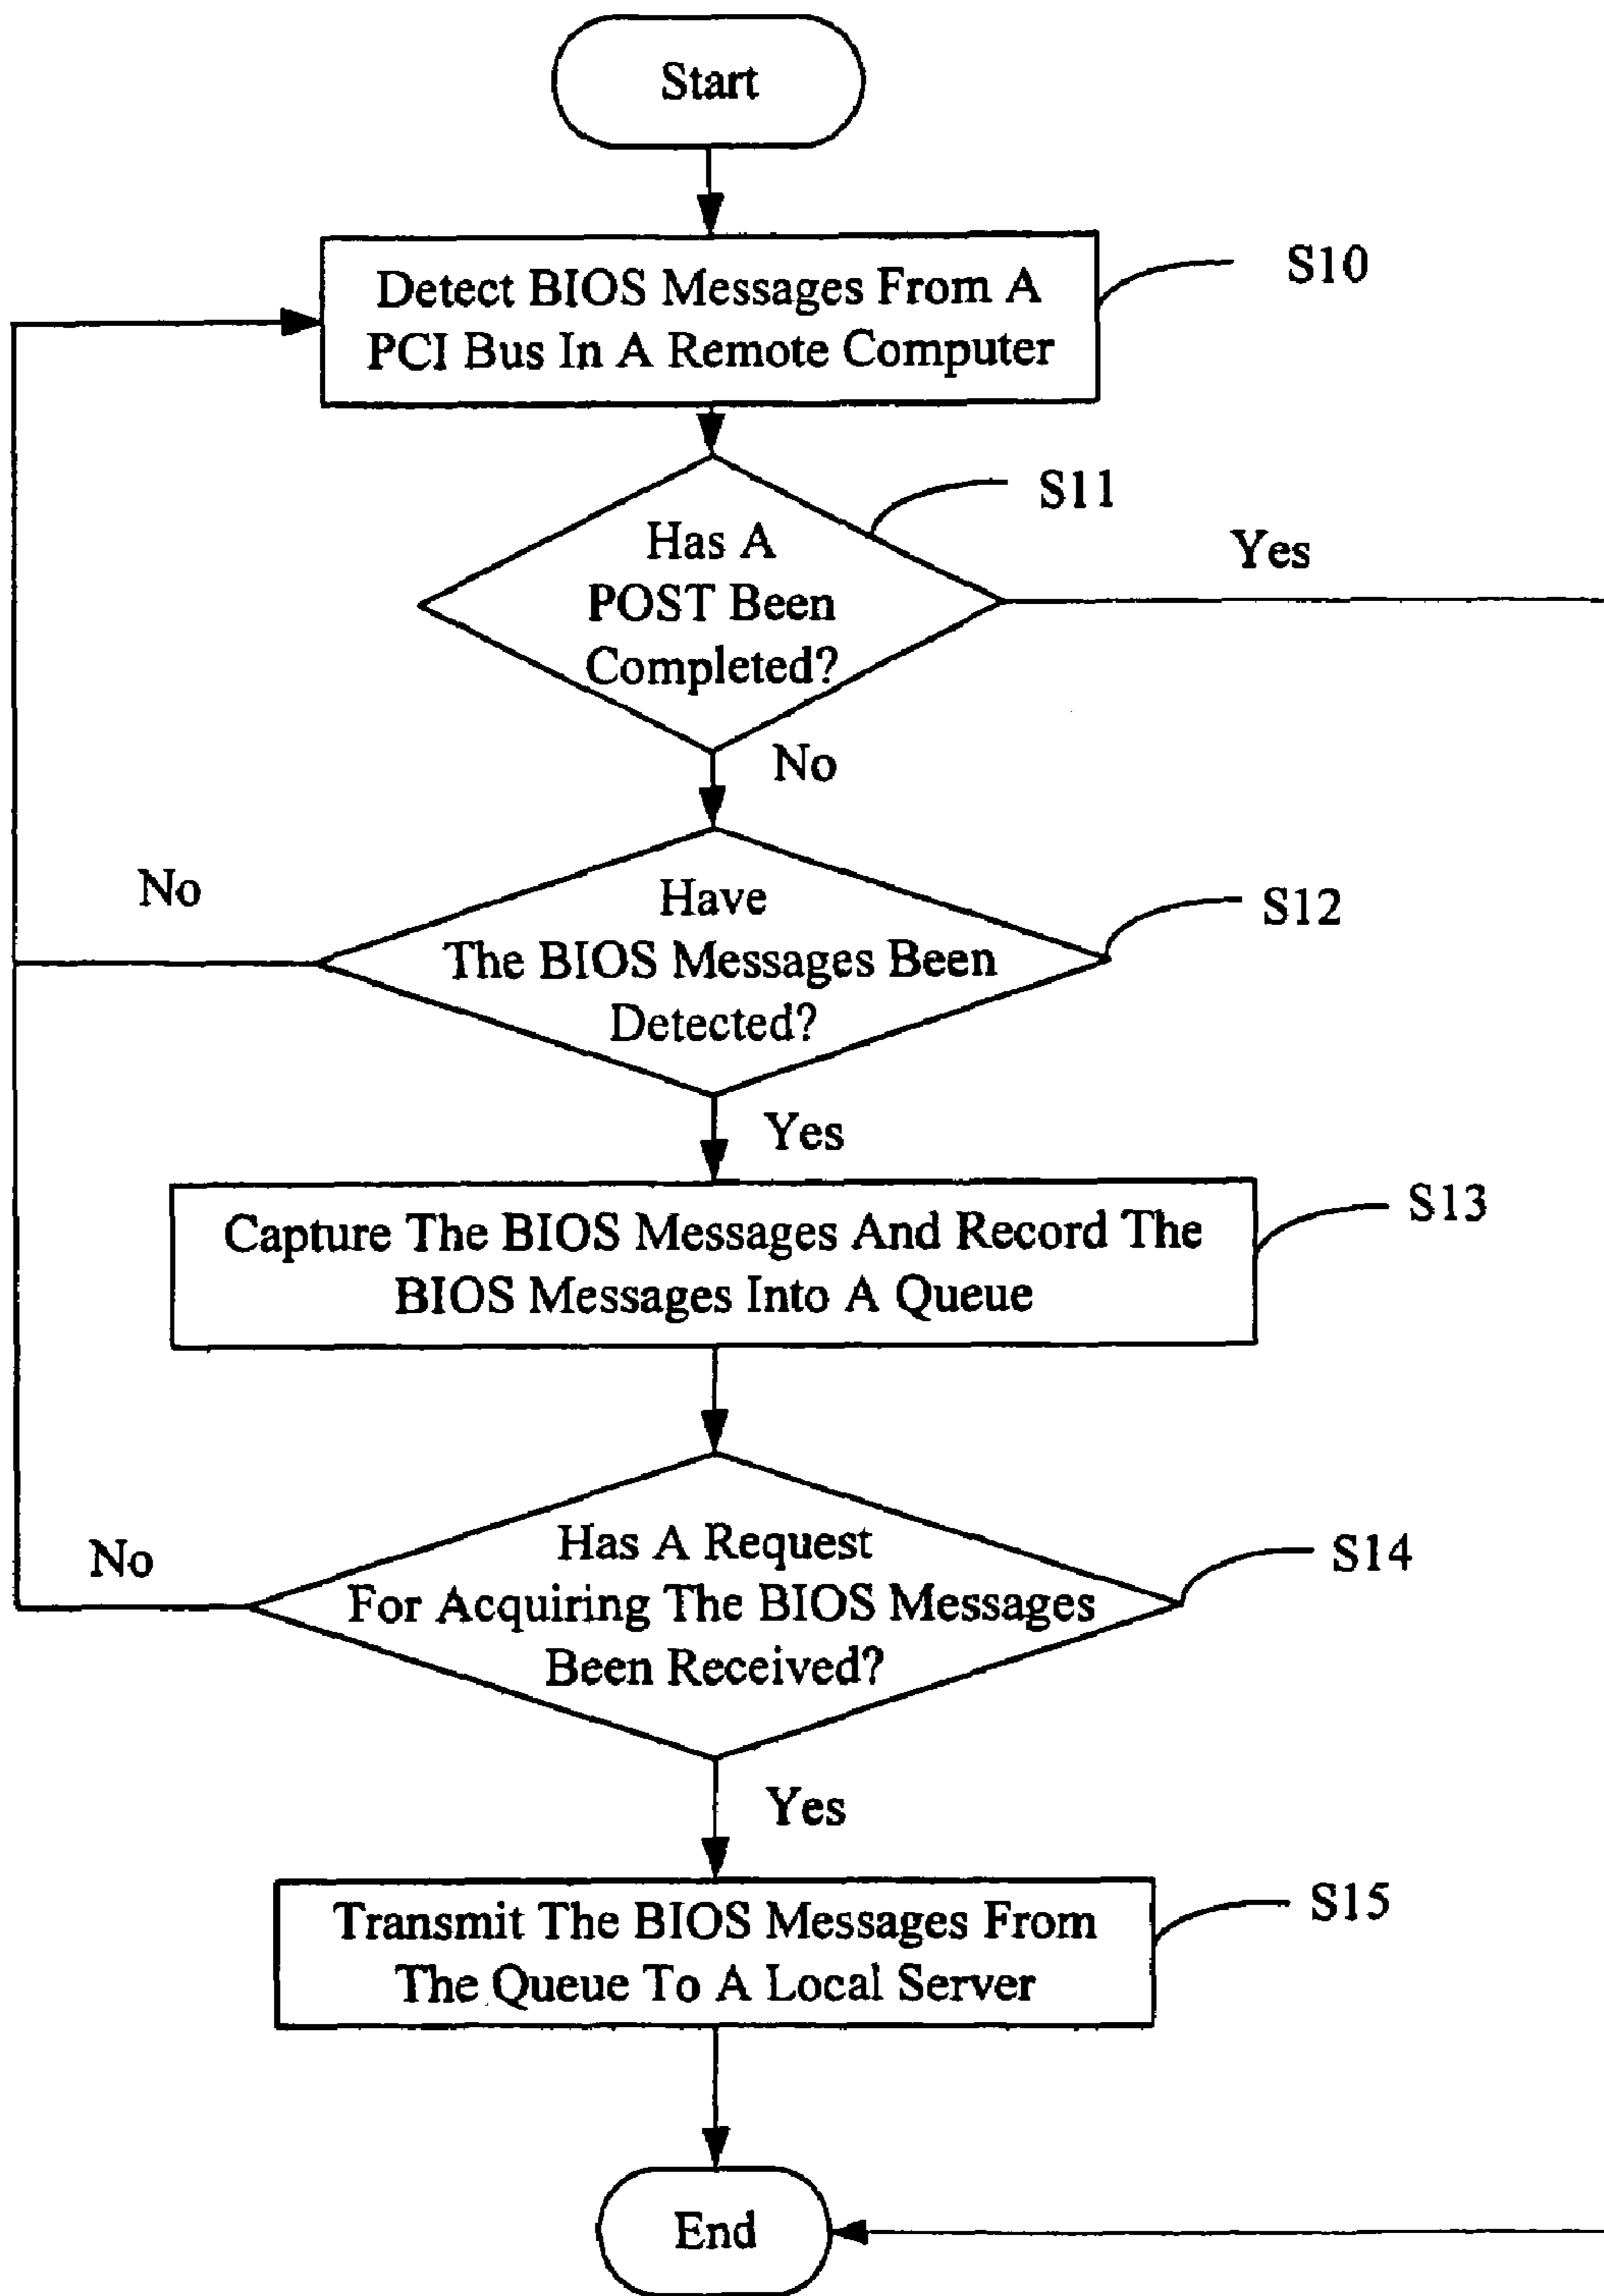 Start
Detect BIOS Messages From A
PCI Bus In A Remote Computer
S10
Has A
POST Been
Completed?
S11
Yes
No
Have
The BIOS Messages Been
Detected?
S12
No
Yes
Capture The BIOS Messages And Record The
BIOS Messages Into A Queue
S13
Has A Request
For Acquiring The BIOS Messages
Been Received?
S14
No
Yes
Transmit The BIOS Messages From
The Queue To A Local Server
S15
End